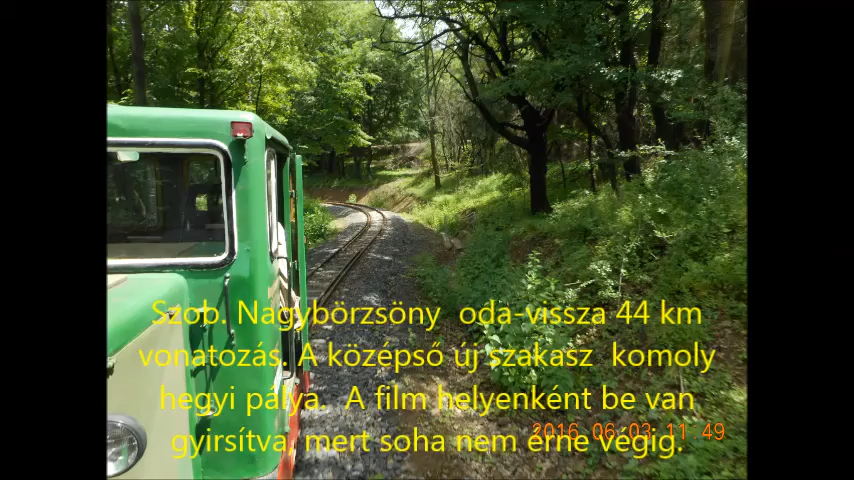 Szob. Nagybörzsöny  oda-vissza 44 km
vonatozás. A középső új szakasz  komoly
hegyi pálya.  A film helyenként be van
gyirsítva, mert soha nem érne végig.
2016 06 03 11 49